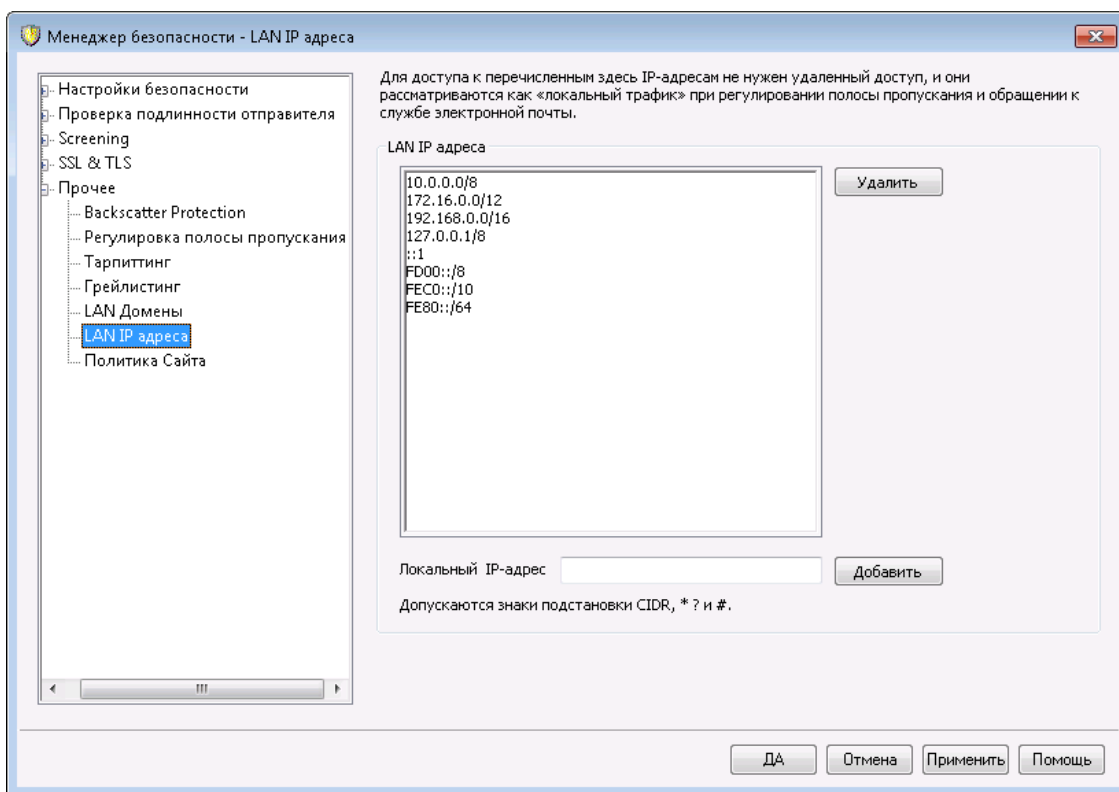 Менеджер безопасности - LAN IP адреса
Настройки безопасности
Проверка подлинности отправителя
Screening
SSL & TLS
Прочее
Backscatter Protection
Регулировка полосы пропускания
Тарпиттинг
Грейлистинг
LAN Домены
LAN IP адреса
Политика Сайта
Для доступа к перечисленным здесь IP-адресам не нужен удаленный доступ, и они
рассматриваются как «локальный трафик» при регулировании полосы пропускания и обращении к
службе электронной почты.
LAN IP адреса
10.0.0.0/8
172.16.0.0/12
192.168.0.0/16
127.0.0.1/8
::1
FD00::/8
FEC0::/10
FE80::/64
Удалить
Локальный IP-адрес
Добавить
Допускаются знаки подстановки CIDR, * ? и #.
ДА
Отмена
Применить
Помощь